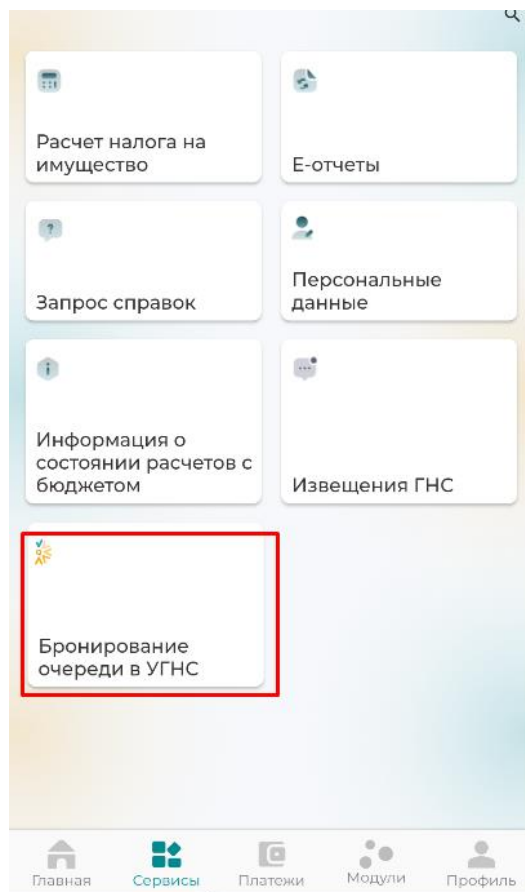 Расчет налога на
имущество
Е-отчеты
Запрос справок
Персональные
данные
Информация о
состоянии расчетов с
бюджетом
Извещения ГНС
Бронирование
очереди в УГНС
Главная
Сервисы
Платежи
Модули
Профиль